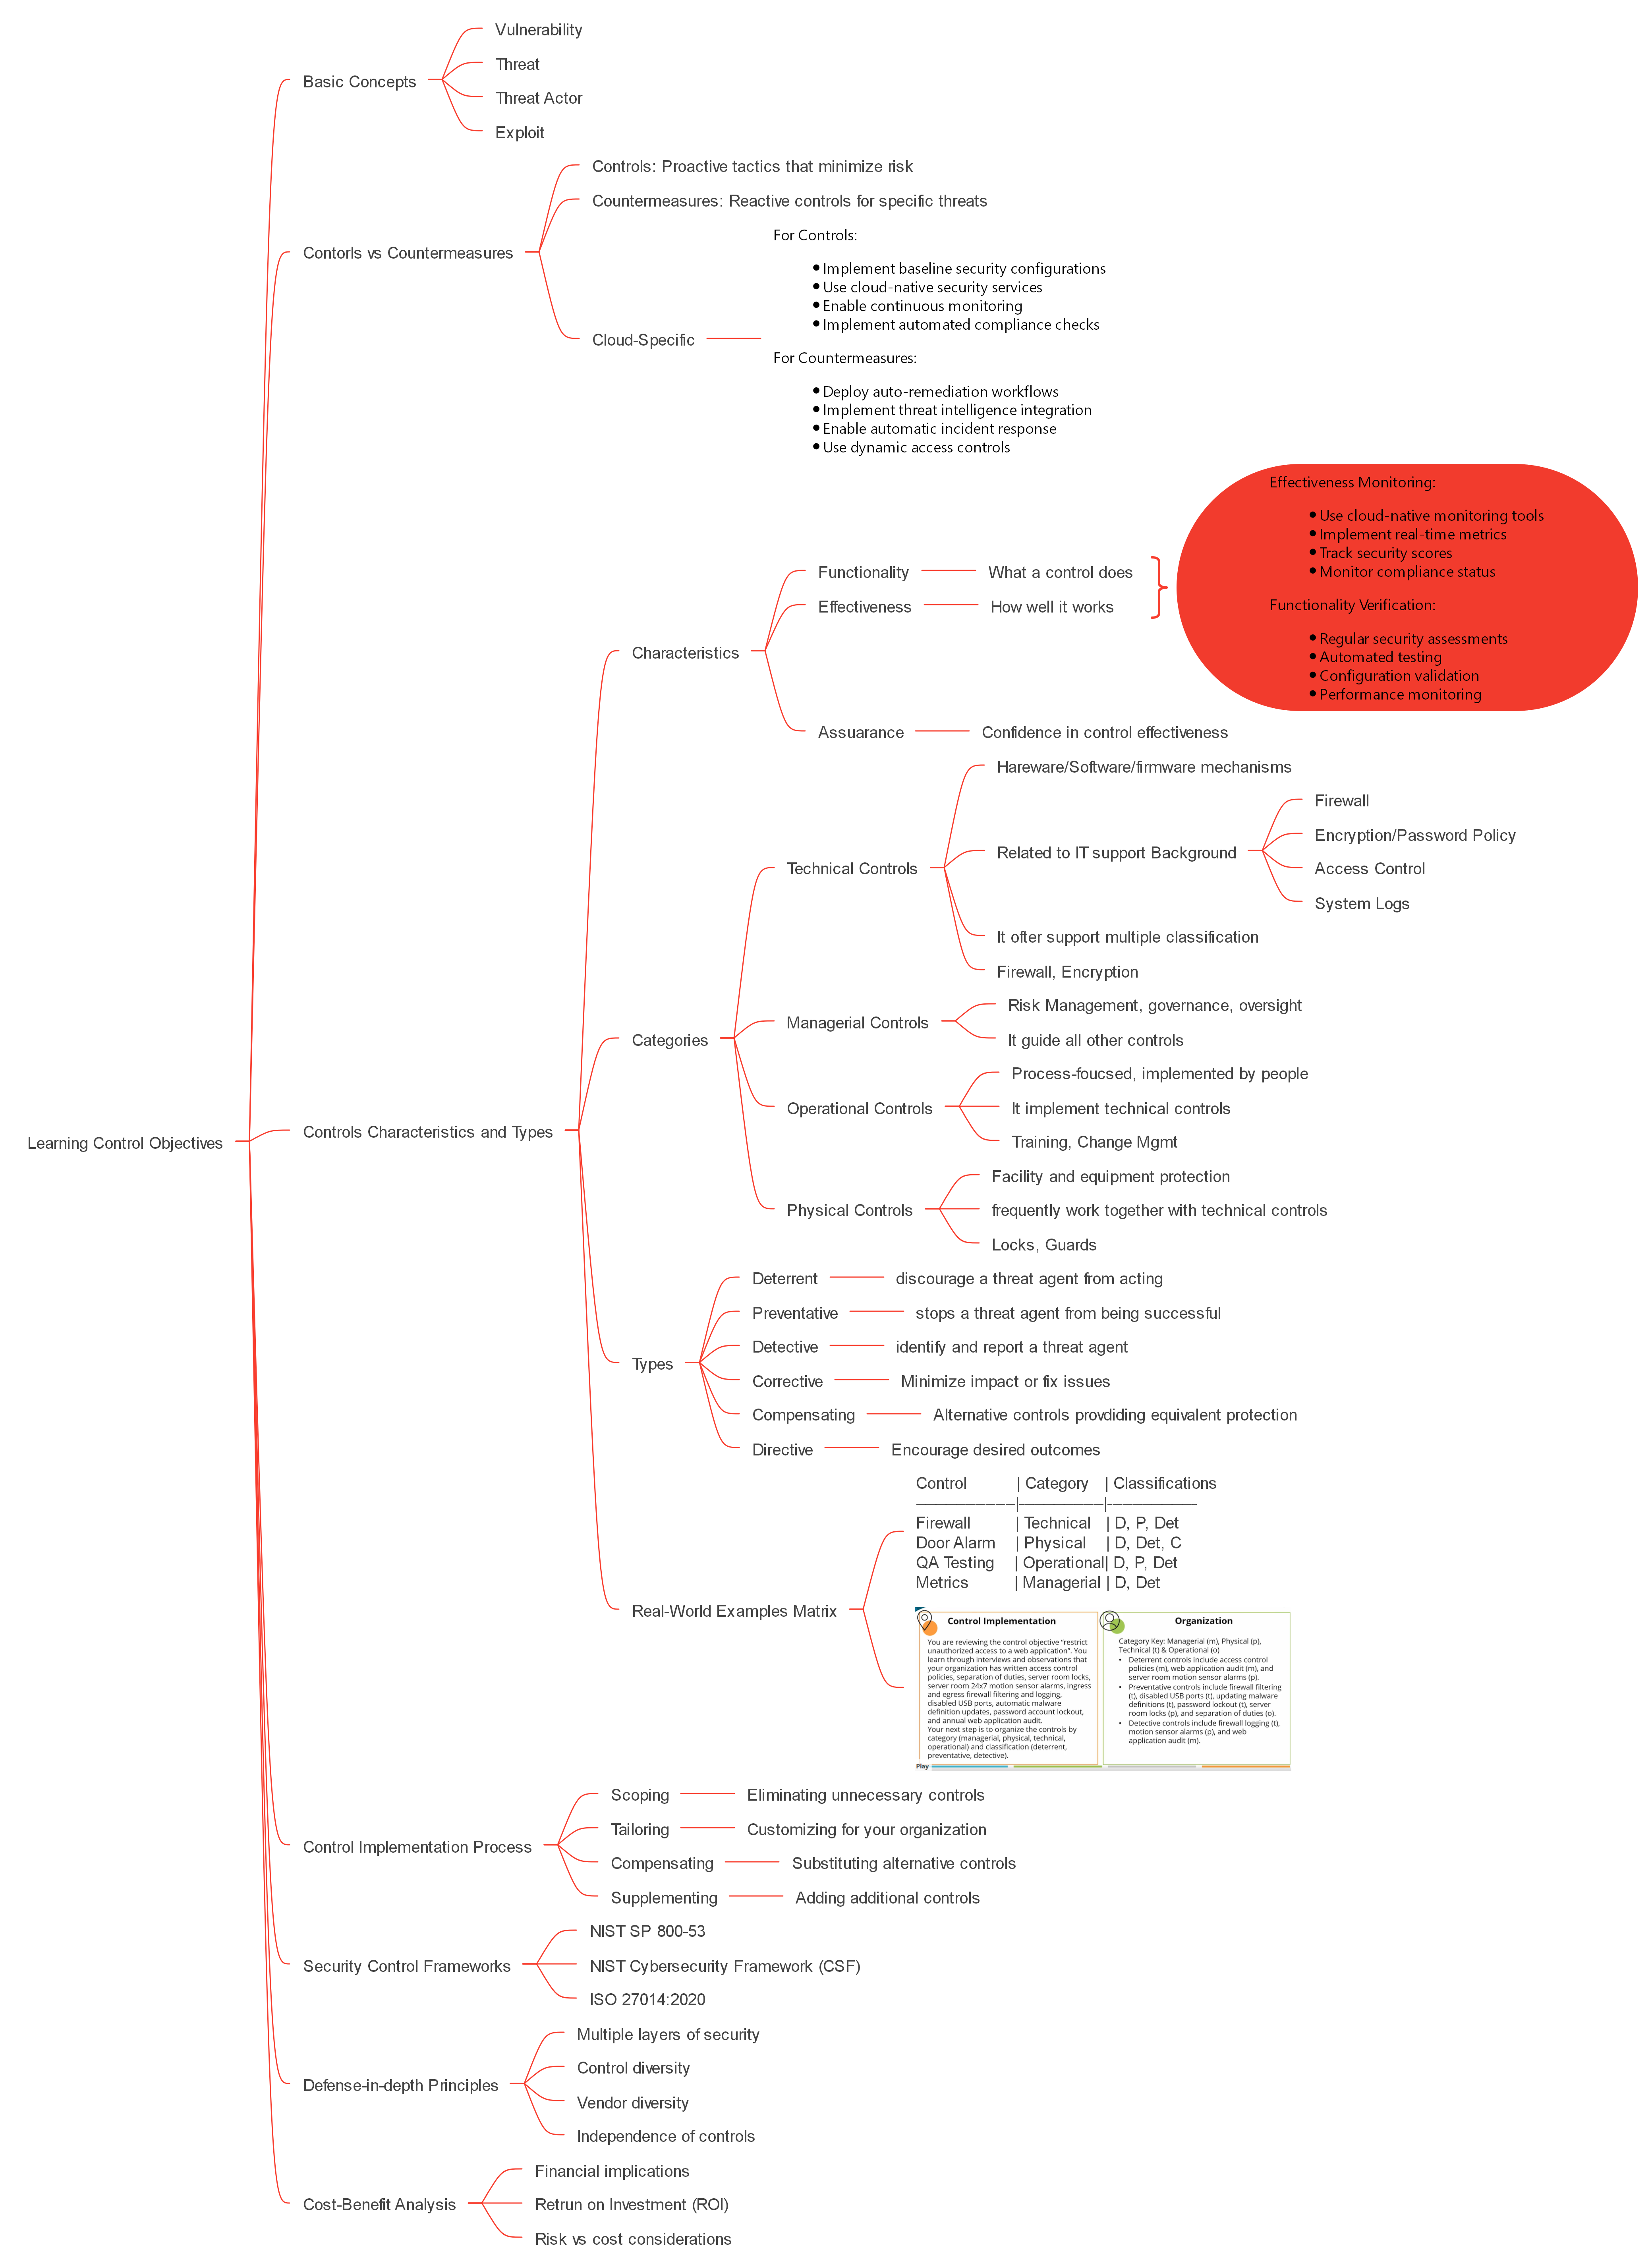 Learning Control Objectives
Basic Concepts
Vulnerability
Threat
Threat Actor
Exploit
Contorls vs Countermeasures
Controls: Proactive tactics that minimize risk
Countermeasures: Reactive controls for specific threats
Cloud-Specific
For Controls:
• Implement baseline security configurations
• Use cloud-native security services
• Enable continuous monitoring
• Implement automated compliance checks
For Countermeasures:
• Deploy auto-remediation workflows
• Implement threat intelligence integration
• Enable automatic incident response
• Use dynamic access controls
Controls Characteristics and Types
Characteristics
Functionality
What a control does
Effectiveness
How well it works
Effectiveness Monitoring:
• Use cloud-native monitoring tools
• Implement real-time metrics
• Track security scores
• Monitor compliance status
Functionality Verification:
• Regular security assessments
• Automated testing
• Configuration validation
• Performance monitoring
Assuarance
Confidence in control effectiveness
Categories
Technical Controls
Hareware/Software/firmware mechanisms
Related to IT support Background
Firewall
Encryption/Password Policy
Access Control
System Logs
It ofter support multiple classification
Firewall, Encryption
Managerial Controls
Risk Management, governance, oversight
It guide all other controls
Operational Controls
Process-foucsed, implemented by people
It implement technical controls
Training, Change Mgmt
Physical Controls
Facility and equipment protection
frequently work together with technical controls
Locks, Guards
Types
Deterrent
discourage a threat agent from acting
Preventative
stops a threat agent from being successful
Detective
identify and report a threat agent
Corrective
Minimize impact or fix issues
Compensating
Alternative controls provdiding equivalent protection
Directive
Encourage desired outcomes
Real-World Examples Matrix
Control | Category | Classifications
-------------------|----------------|-----------------
Firewall | Technical | D, P, Det
Door Alarm | Physical | D, Det, C
QA Testing | Operational| D, P, Det
Metrics | Managerial | D, Det
Control Implementation
You are reviewing the control objective “restrict
unauthorized access to a web application”. You
learn through interviews and observations that
your organization has written access control
policies, separation of duties, server room locks,
server room 24x7 motion sensor alarms, ingress
and egress firewall filtering and logging,
disabled USB ports, automatic malware
definition updates, password account lockout,
and annual web application audit.
Your next step is to organize the controls by
category (managerial, physical, technical,
operational) and classification (deterrent,
preventative, detective).
Play
Organization
Category Key: Managerial (m), Physical (p),
Technical (t) & Operational (o)
• Deterrent controls include access control
policies (m), web application audit (m), and
server room motion sensor alarms (p).
• Preventative controls include firewall filtering
(t), disabled USB ports (t), updating malware
definitions (t), password lockout (t), server
room locks (p), and separation of duties (o).
• Detective controls include firewall logging (t),
motion sensor alarms (p), and web
application audit (m).
Control Implementation Process
Scoping
Eliminating unnecessary controls
Tailoring
Customizing for your organization
Compensating
Substituting alternative controls
Supplementing
Adding additional controls
Security Control Frameworks
NIST SP 800-53
NIST Cybersecurity Framework (CSF)
ISO 27014:2020
Defense-in-depth Principles
Multiple layers of security
Control diversity
Vendor diversity
Independence of controls
Cost-Benefit Analysis
Financial implications
Retrun on Investment (ROI)
Risk vs cost considerations